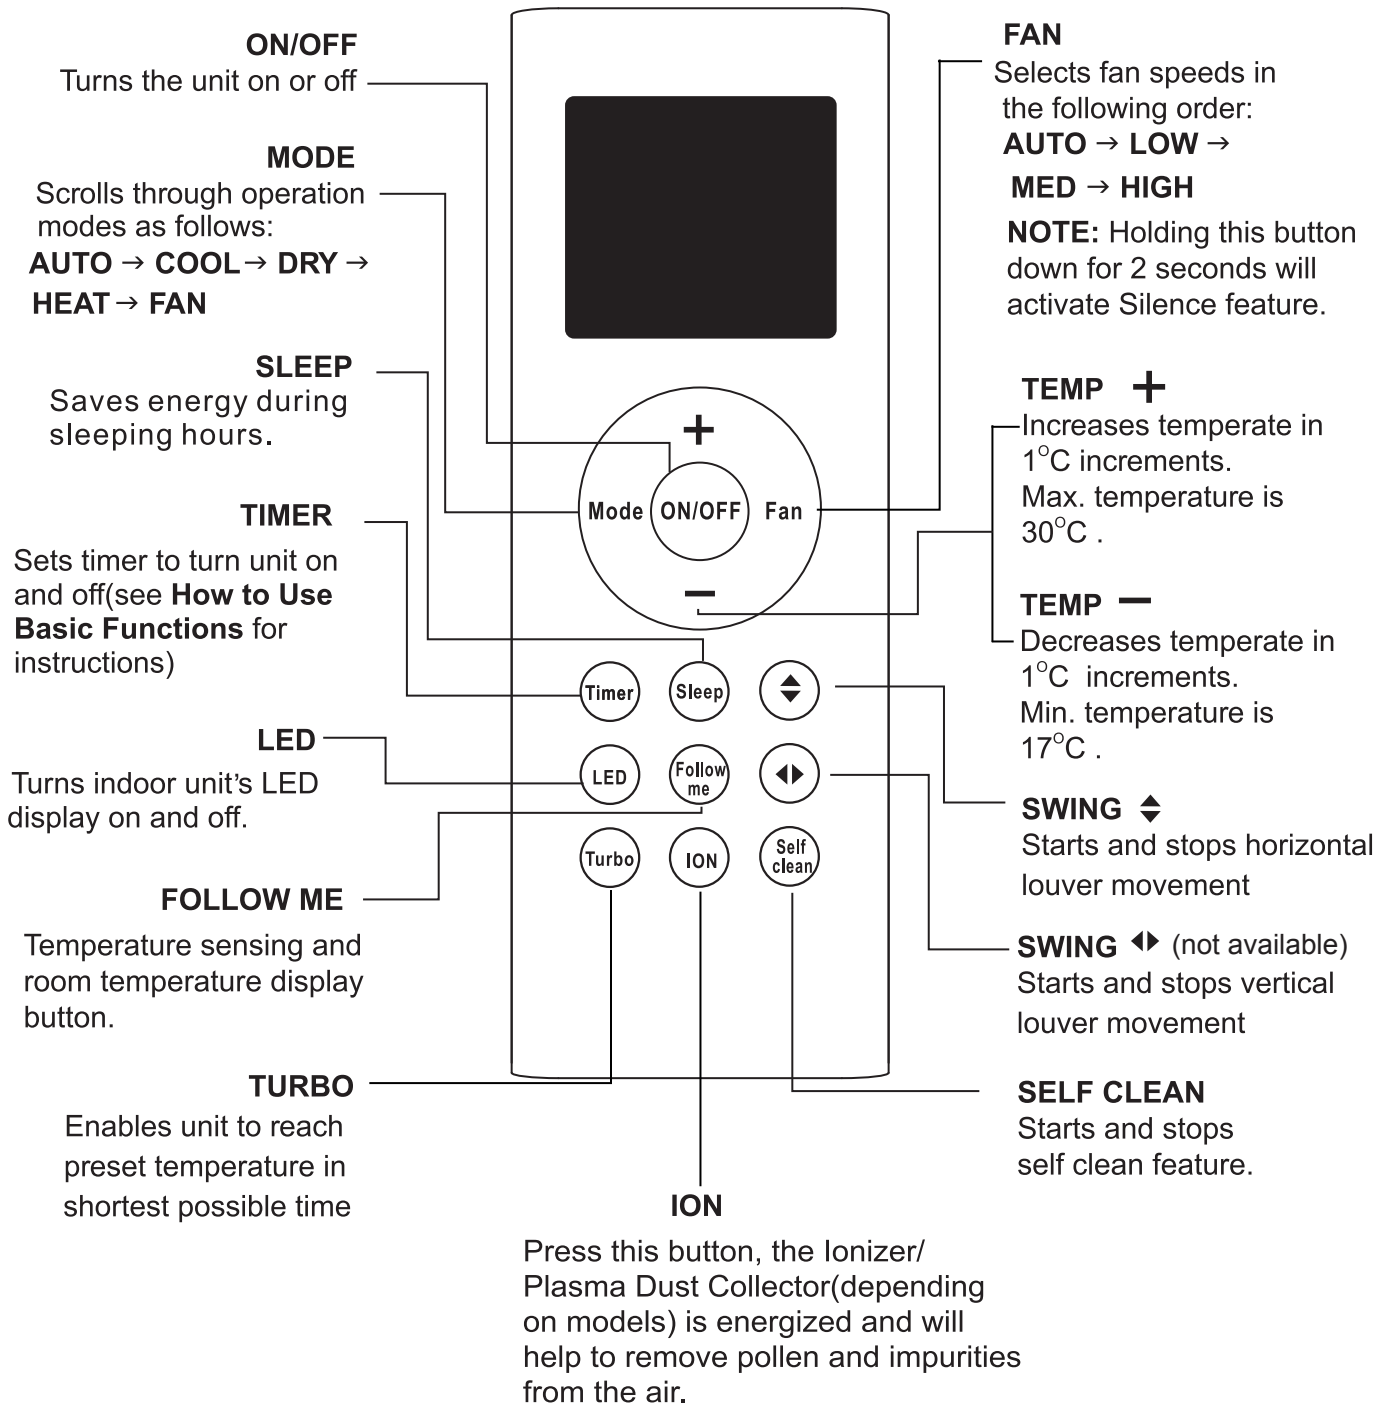 ON/OFF
Turns the unit on or off
MODE
Scrolls through operation
modes as follows:
AUTO → COOL → DRY →
HEAT → FAN
SLEEP
Saves energy during
sleeping hours.
TIMER
Sets timer to turn unit on
and off(see How to Use
Basic Functions for
instructions)
LED
Turns indoor unit's LED
display on and off.
FOLLOW ME
Temperature sensing and
room temperature display
button.
TURBO
Enables unit to reach
preset temperature in
shortest possible time
+
Mode
ON/OFF
Fan
−
Timer
Sleep
LED
Follow
me
Turbo
ION
Self
clean
ION
Press this button, the Ionizer/
Plasma Dust Collector(depending
on models) is energized and will
help to remove pollen and impurities
from the air.
FAN
Selects fan speeds in
the following order:
AUTO → LOW →
MED → HIGH
NOTE: Holding this button
down for 2 seconds will
activate Silence feature.
TEMP +
Increases temperate in
1°C increments.
Max. temperature is
30°C .
TEMP −
Decreases temperate in
1°C increments.
Min. temperature is
17°C .
SWING
Starts and stops horizontal
louver movement
SWING (not available)
Starts and stops vertical
louver movement
SELF CLEAN
Starts and stops
self clean feature.